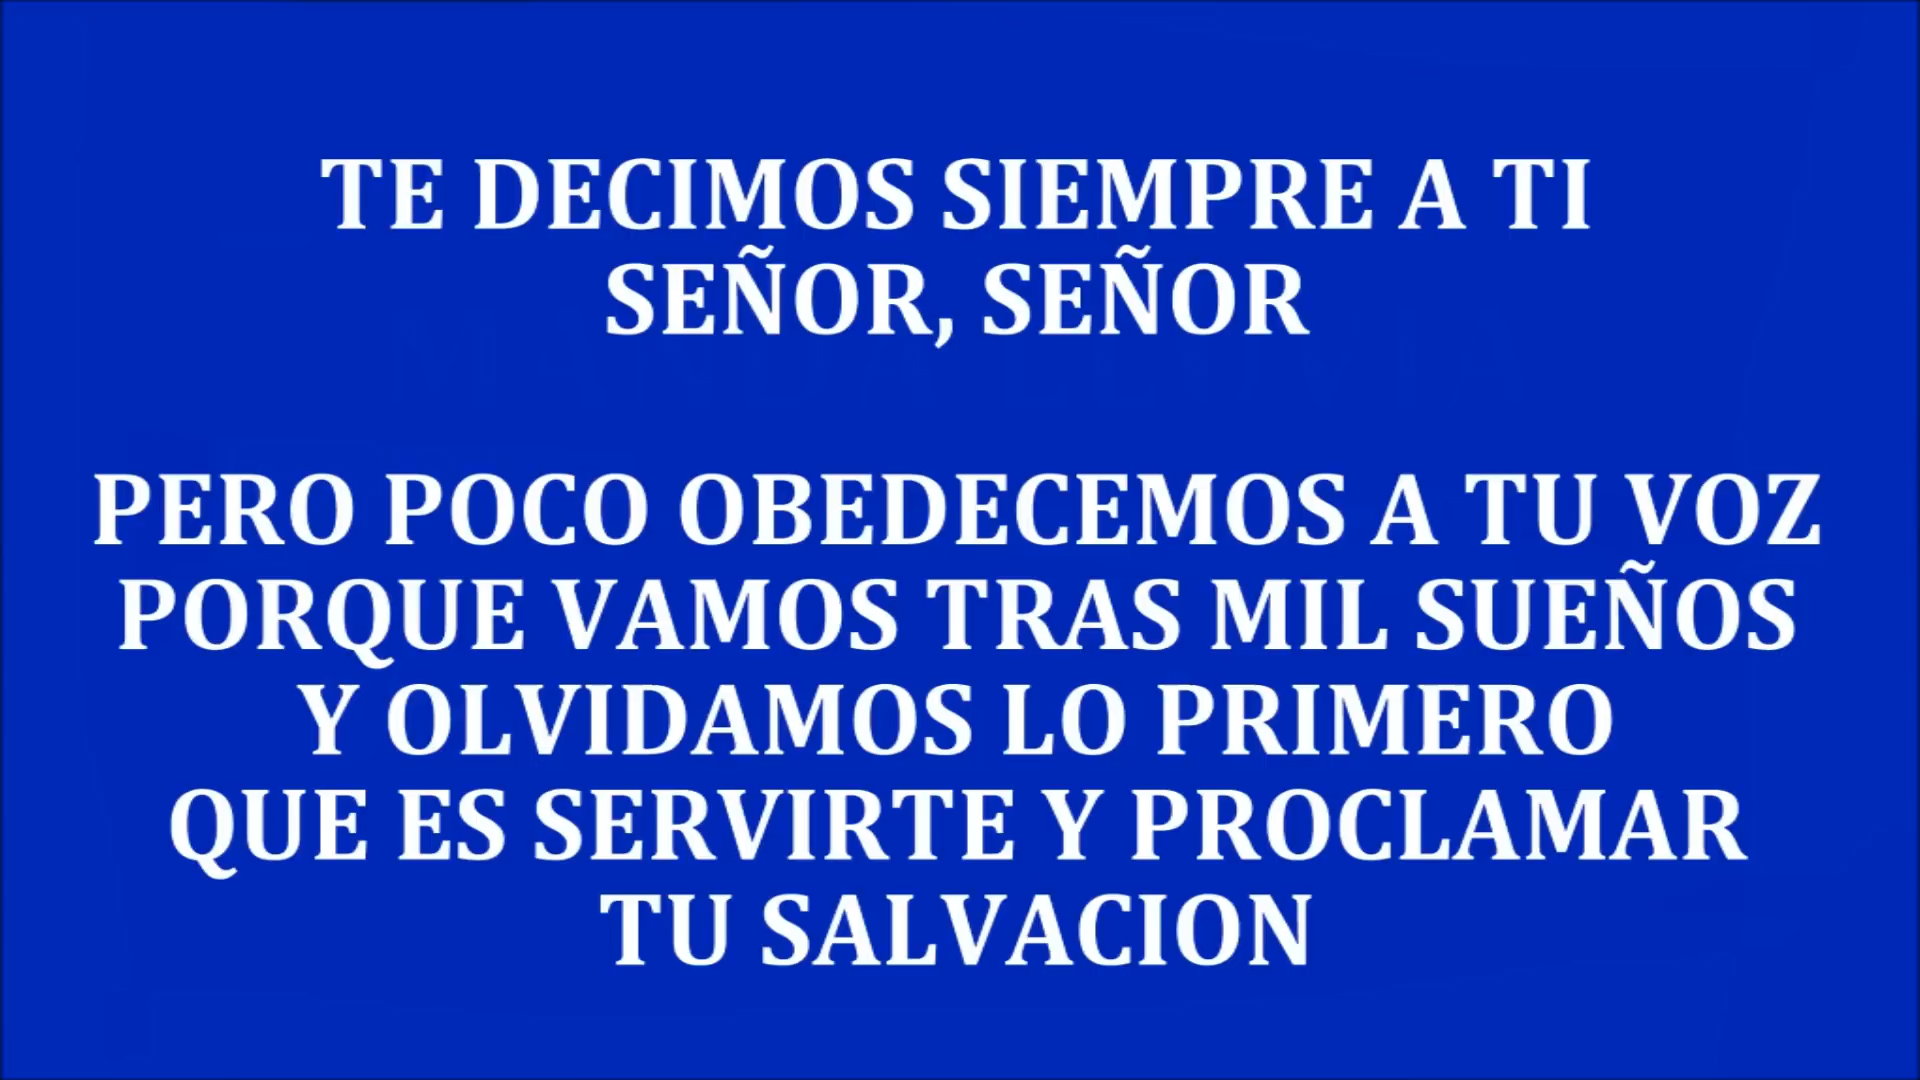 TE DECIMOS SIEMPRE A TI
SEÑOR, SEÑOR
PERO POCO OBEDECEMOS A TU VOZ
PORQUE VAMOS TRAS MIL SUEÑOS
Y OLVIDAMOS LO PRIMERO
QUE ES SERVIRTE Y PROCLAMAR
TU SALVACION